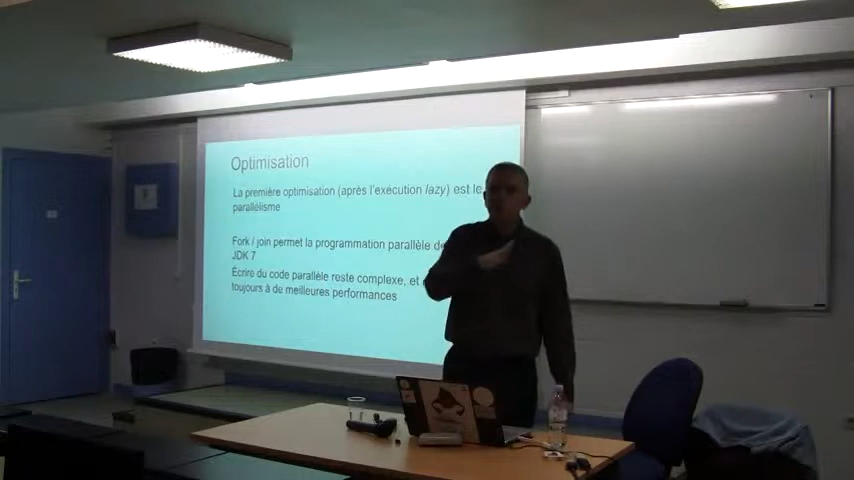 Optimisation
La première optimisation (après l'exécution lazy) est le
parallélisme
Fork / join permet la programmation parallèle
JDK 7
Écrire du code parallèle reste complexe, et
toujours à de meilleures performances